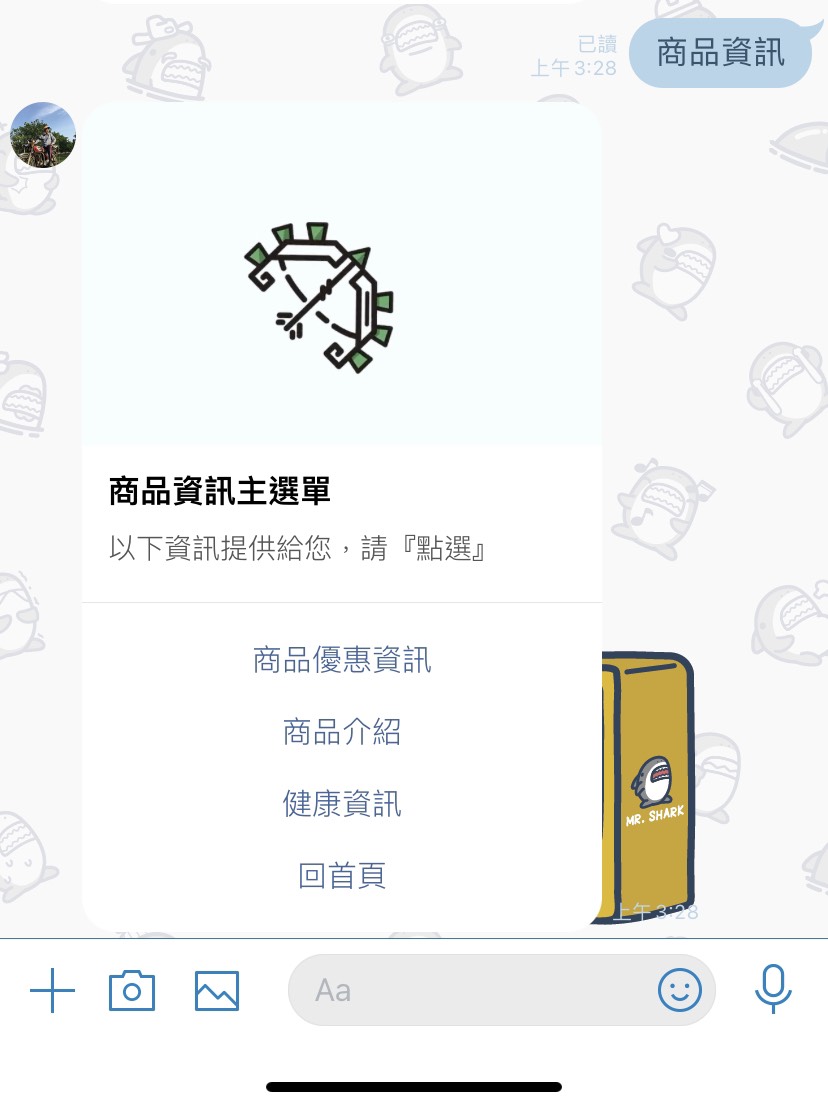 商品資訊
已讀
上午 3:28
商品資訊主選單
以下資訊提供給您，請『點選』
商品優惠資訊
商品介紹
健康資訊
回首頁
MR. SHARK
上午 3:28
Aa